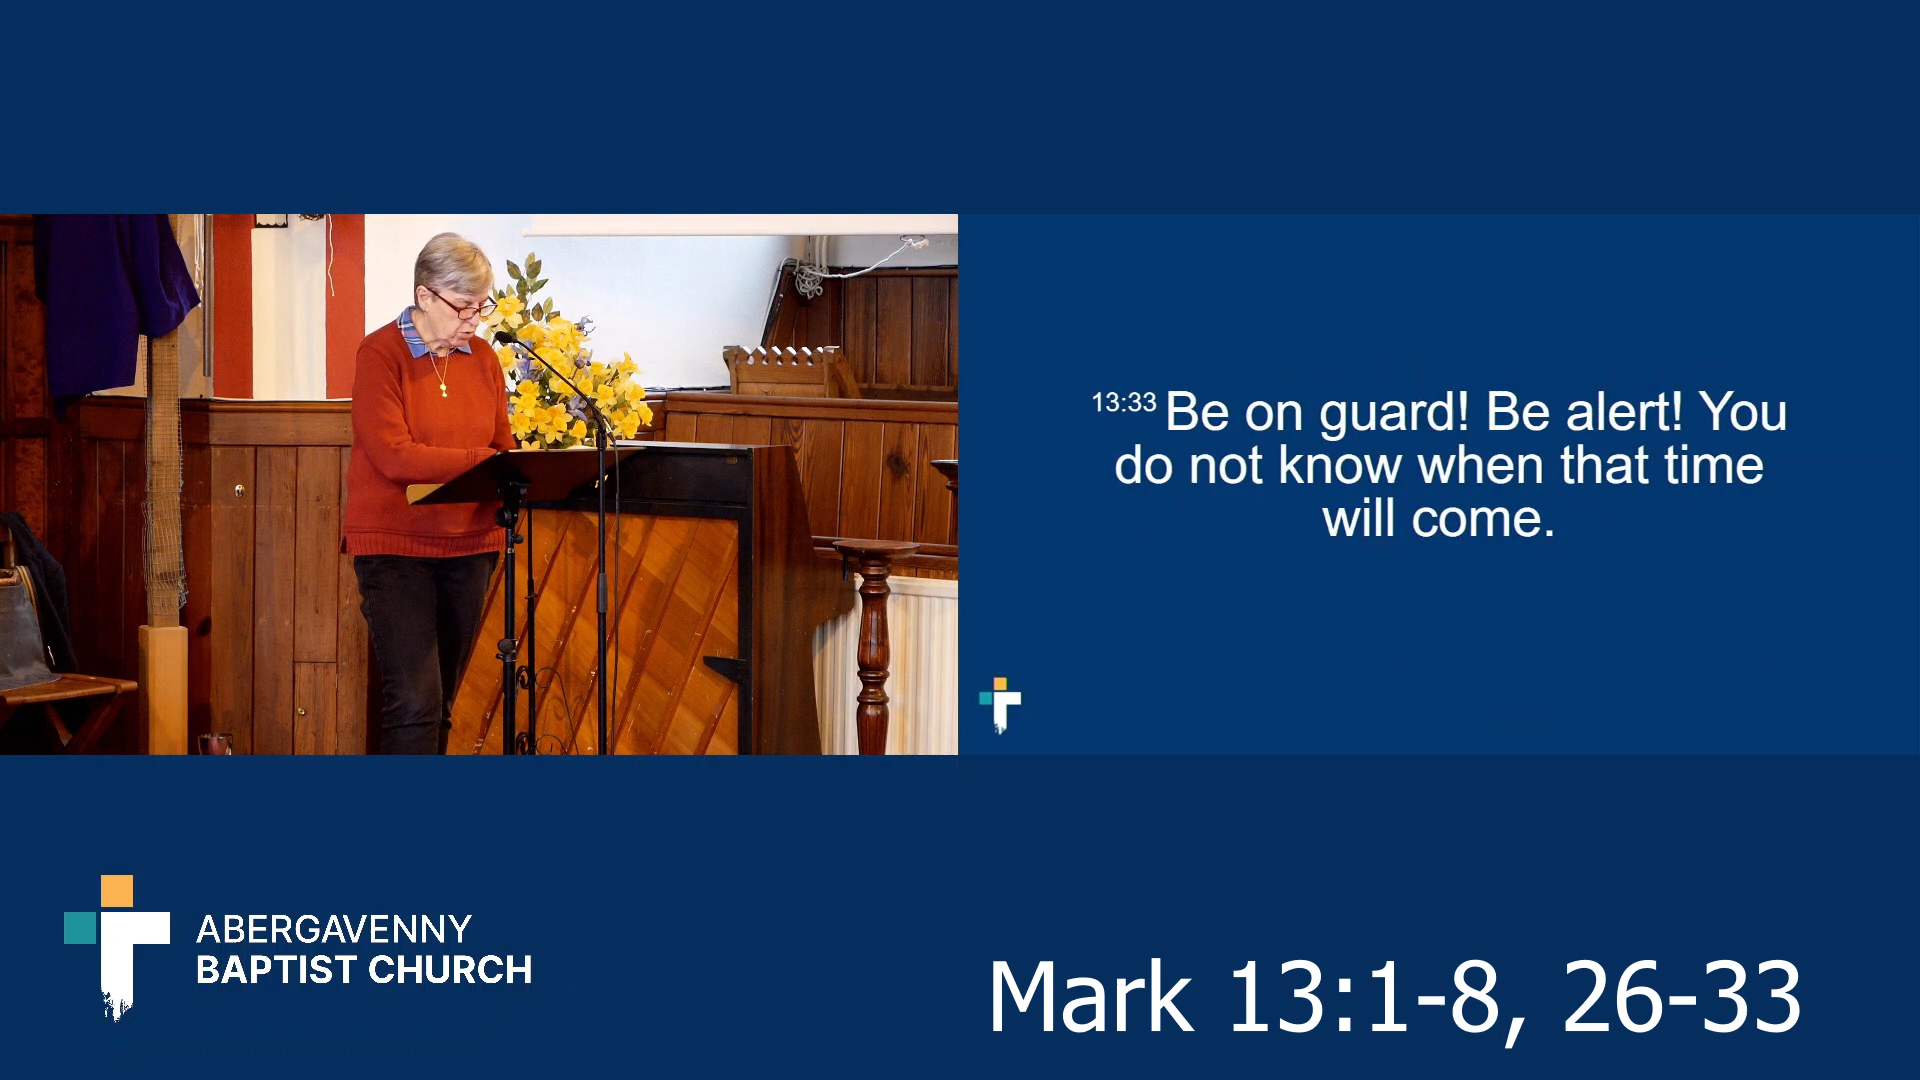 13:33 Be on guard! Be alert! You
do not know when that time
will come.
ABERGAVENNY
BAPTIST CHURCH
Mark 13:1-8, 26-33